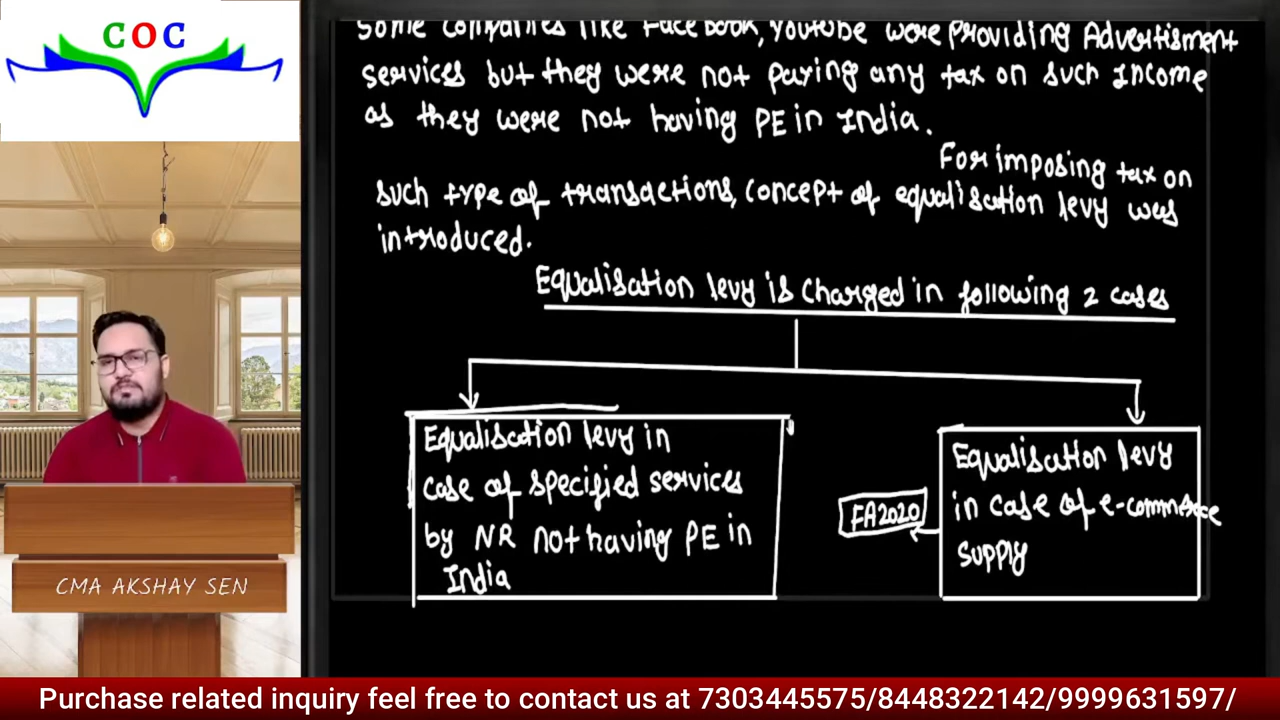 COC
Some companies like FaceBook, Youtube were providing Advertisment
services but they were not paying any tax on such Income
as they were not having PE in India.
For imposing tax on
such type of transactions, concept of equalisation levy was
introduced.
Equalisation levy is charged in following 2 cases
Equalisation levy in
case of specified services
by NR not having PE in
India
FA2020
Equalisation levy
in case of e-commerce
supply
CMA AKSHAY SEN
Purchase related inquiry feel free to contact us at 7303445575/8448322142/9999631597/